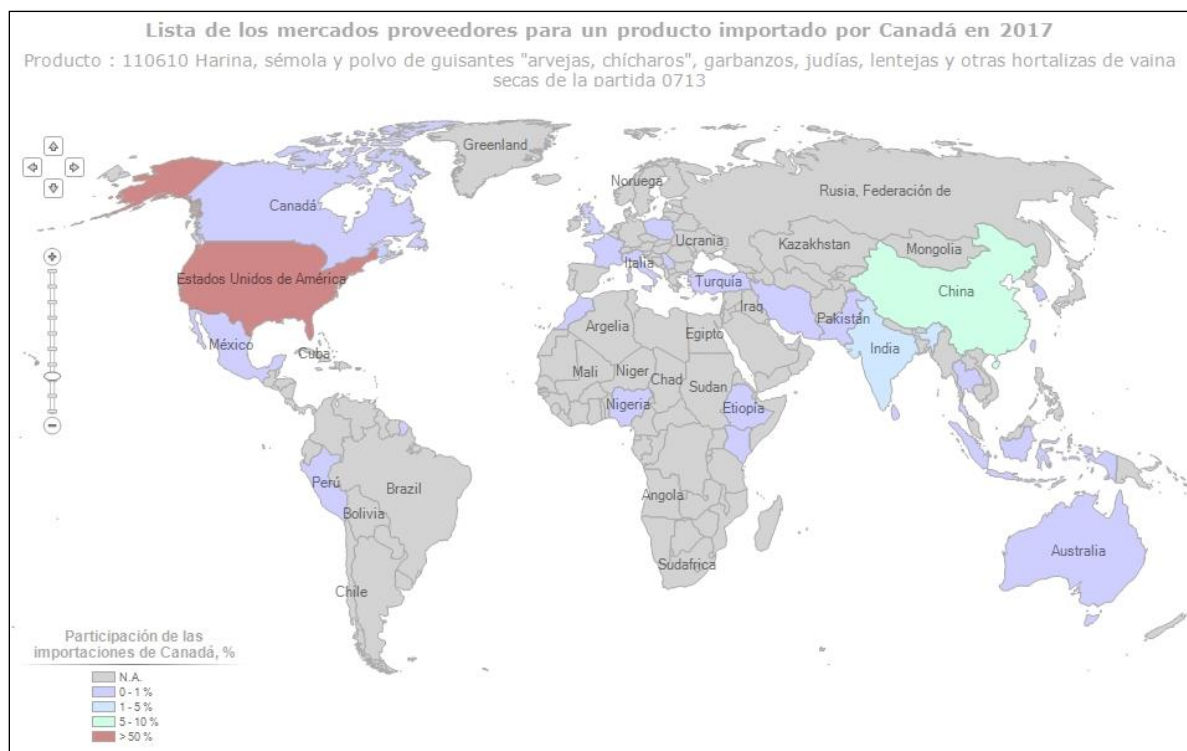 Lista de los mercados proveedores para un producto importado por Canadá en 2017
Producto : 110610 Harina, sémola y polvo de guisantes "arvejas, chícharos", garbanzos, judías, lentejas y otras hortalizas de vaina
secas de la partida 0713
Greenland
Noruega
Rusia, Federación de
Canadá
Ucrania
Kazakhstan
Mongolia
Estados Unidos de América
Italia
Turquía
China
México
Cuba
Argelia
Egipto
Iraq
Pakistán
India
Mali
Niger
Chad
Sudan
Nigeria
Etiopía
Perú
Brazil
Bolivia
Angola
Australia
Chile
Sudafrica
Participación de las
importaciones de Canadá, %
N.A.
0 - 1 %
1 - 5 %
5 - 10 %
> 50 %